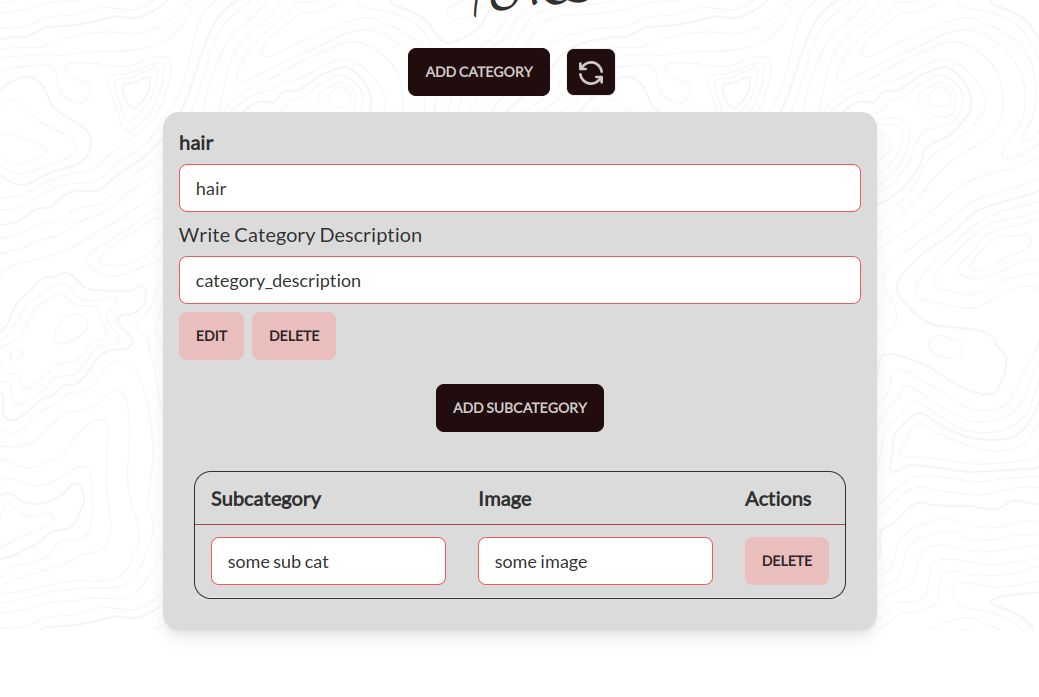 ADD CATEGORY
hair
hair
Write Category Description
category_description
EDIT DELETE
ADD SUBCATEGORY
Subcategory Image Actions
some sub cat some image DELETE